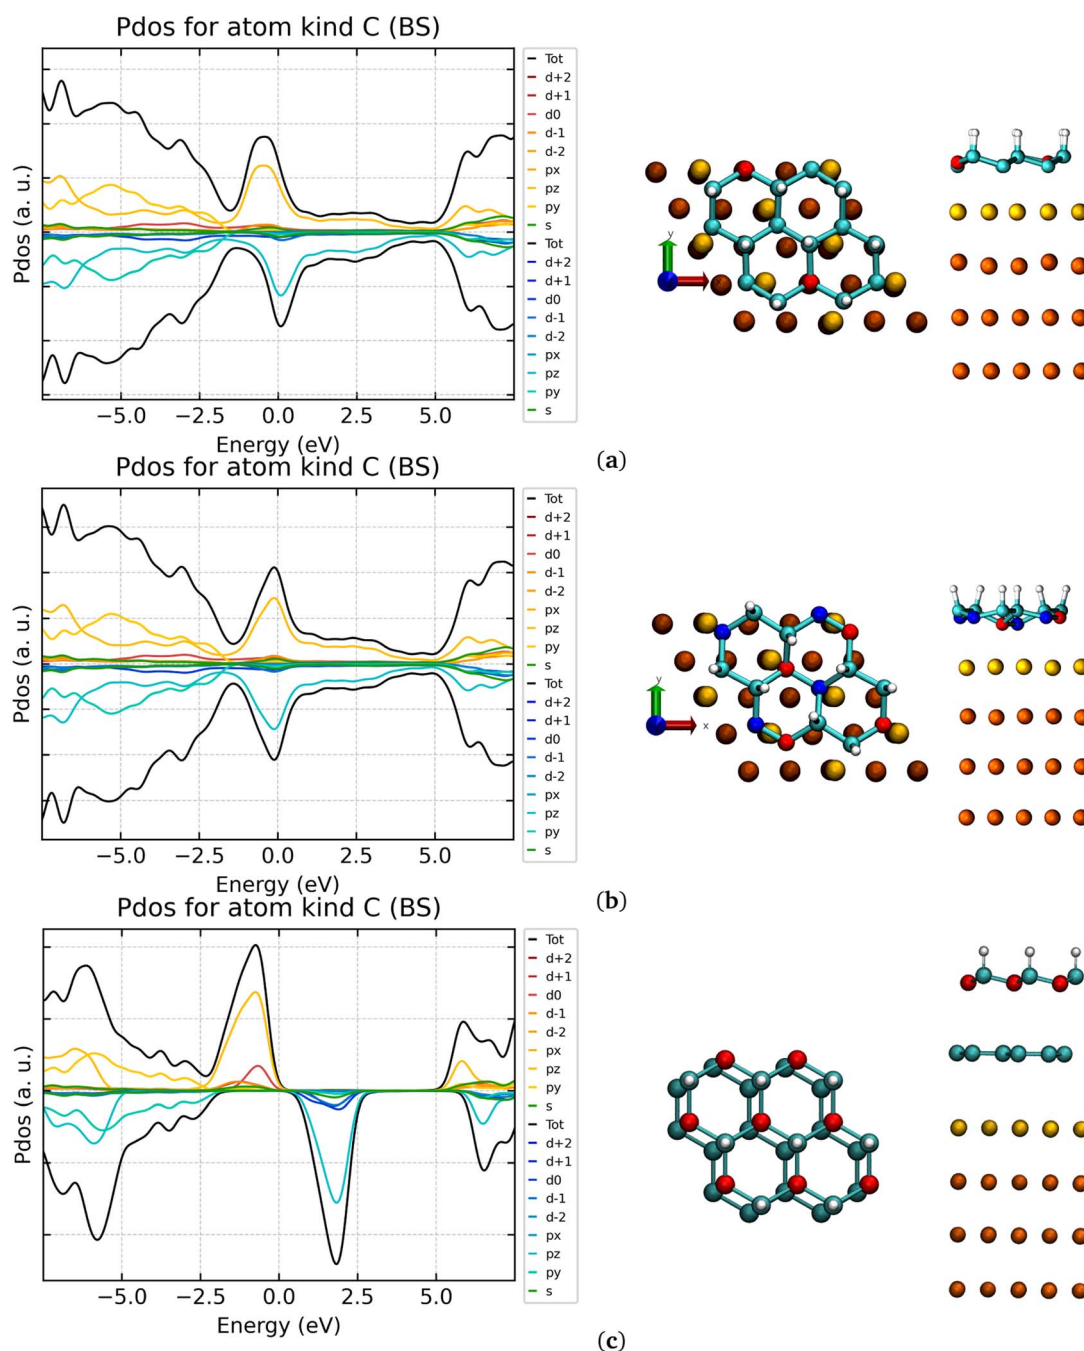 Pdos for atom kind C (BS)
Pdos (a. u.)
Tot
d+2
d+1
d0
d-1
d-2
px
pz
py
s
Tot
d+2
d+1
d0
d-1
d-2
px
pz
py
s
−5.0 −2.5 0.0 2.5 5.0
Energy (eV)
y
(a)
Pdos for atom kind C (BS)
Pdos (a. u.)
Tot
d+2
d+1
d0
d-1
d-2
px
pz
py
s
Tot
d+2
d+1
d0
d-1
d-2
px
pz
py
s
−5.0 −2.5 0.0 2.5 5.0
Energy (eV)
y
x
(b)
Pdos for atom kind C (BS)
Pdos (a. u.)
Tot
d+2
d+1
d0
d-1
d-2
px
pz
py
s
Tot
d+2
d+1
d0
d-1
d-2
px
pz
py
s
−5.0 −2.5 0.0 2.5 5.0
Energy (eV)
(c)